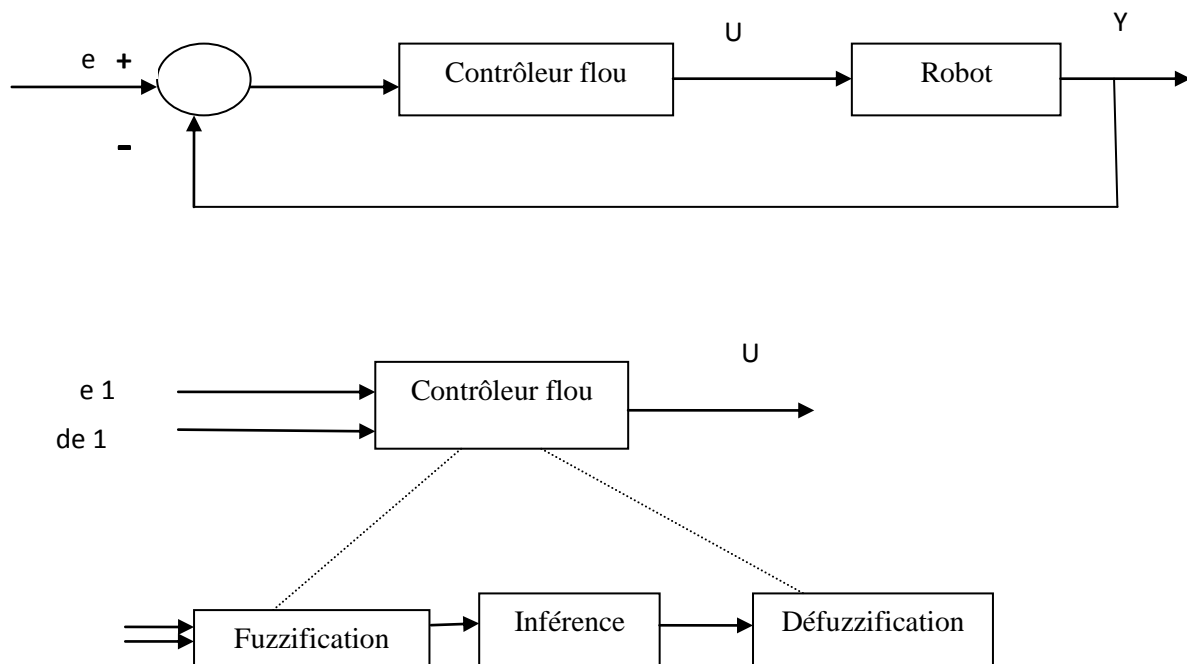 Y
U
e +
Contrôleur flou
Robot
-
U
e 1
Contrôleur flou
de 1
Fuzzification
Inférence
Défuzzification